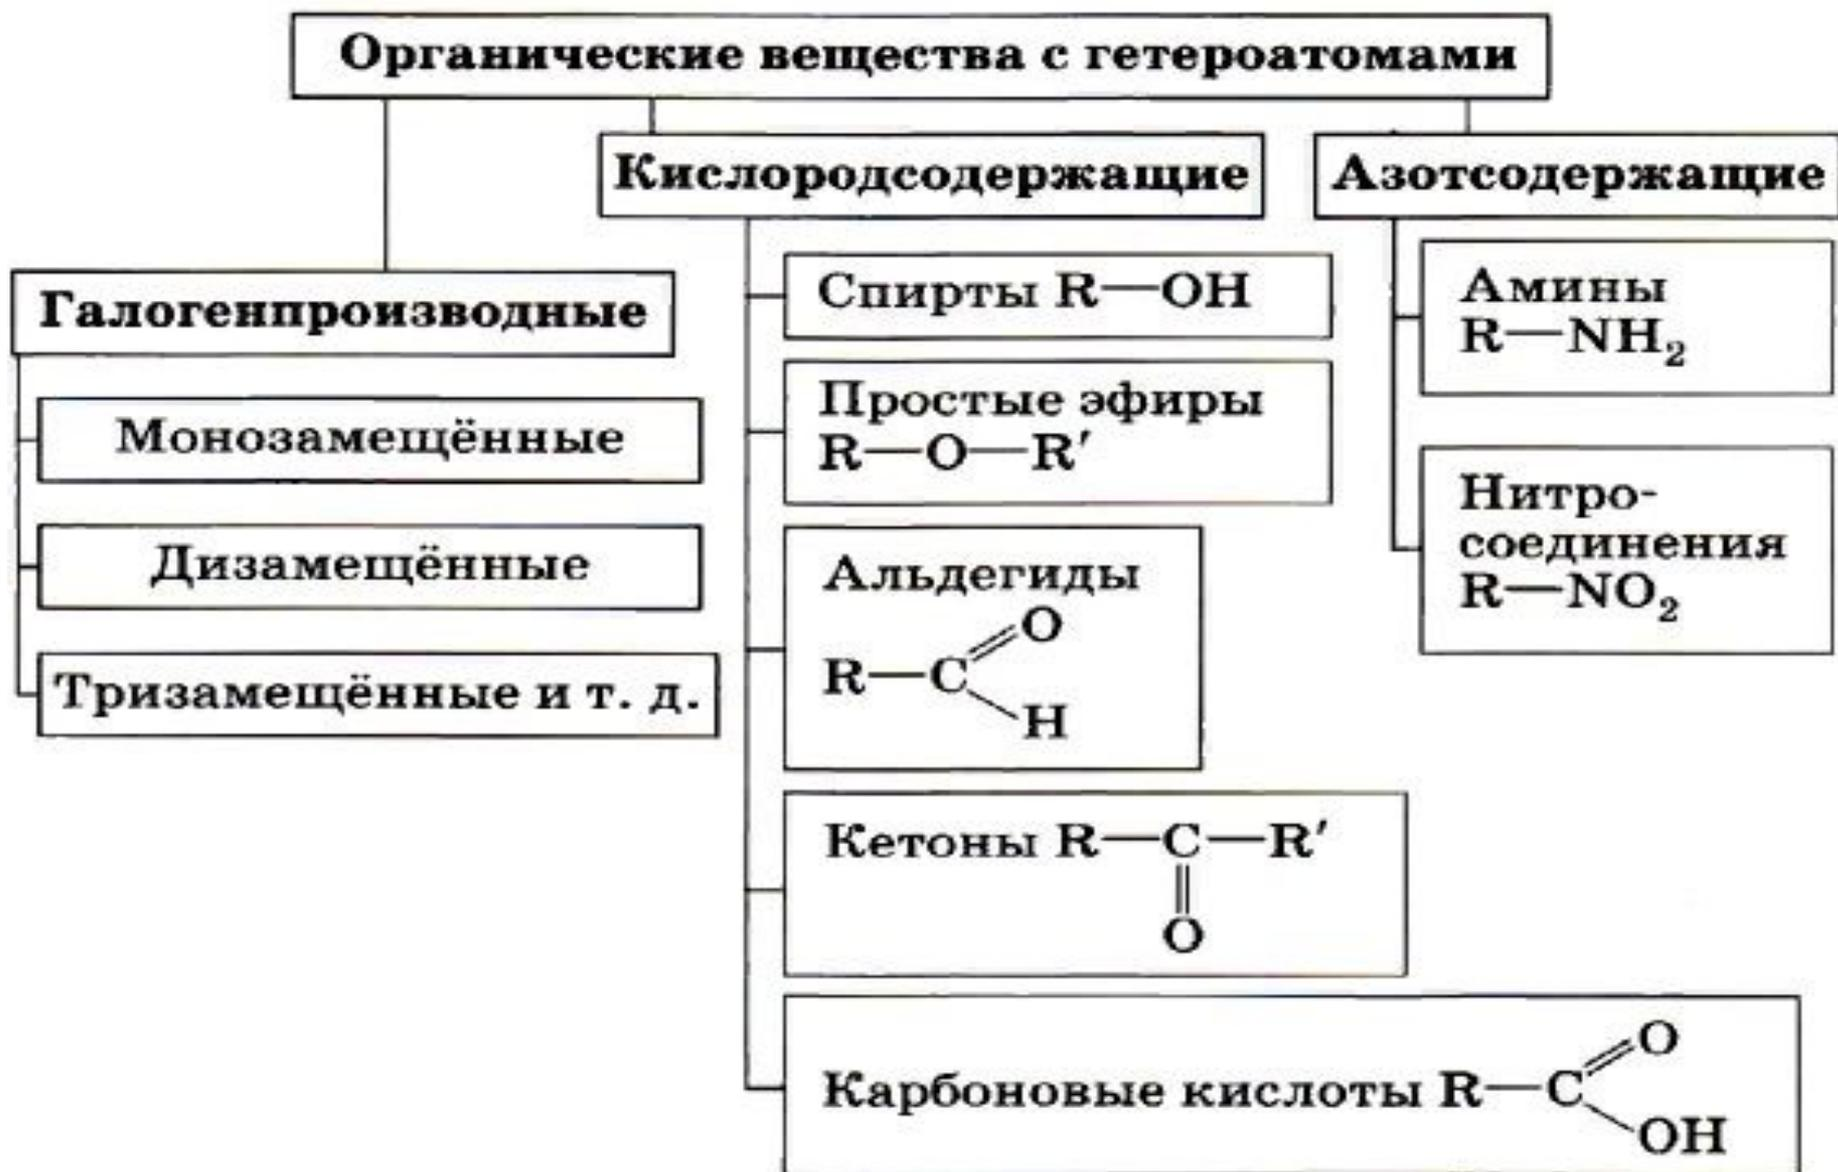 Органические вещества с гетероатомами
Галогенпроизводные
Монозамещённые
Дизамещённые
Тризамещённые и т. д.
Кислородсодержащие
Спирты R—OH
Простые эфиры
R—O—R′
Альдегиды
O
R—C
H
Кетоны R—C—R′
O
O
Карбоновые кислоты R—C
OH
Азотсодержащие
Амины
R—NH₂
Нитро-
соединения
R—NO₂